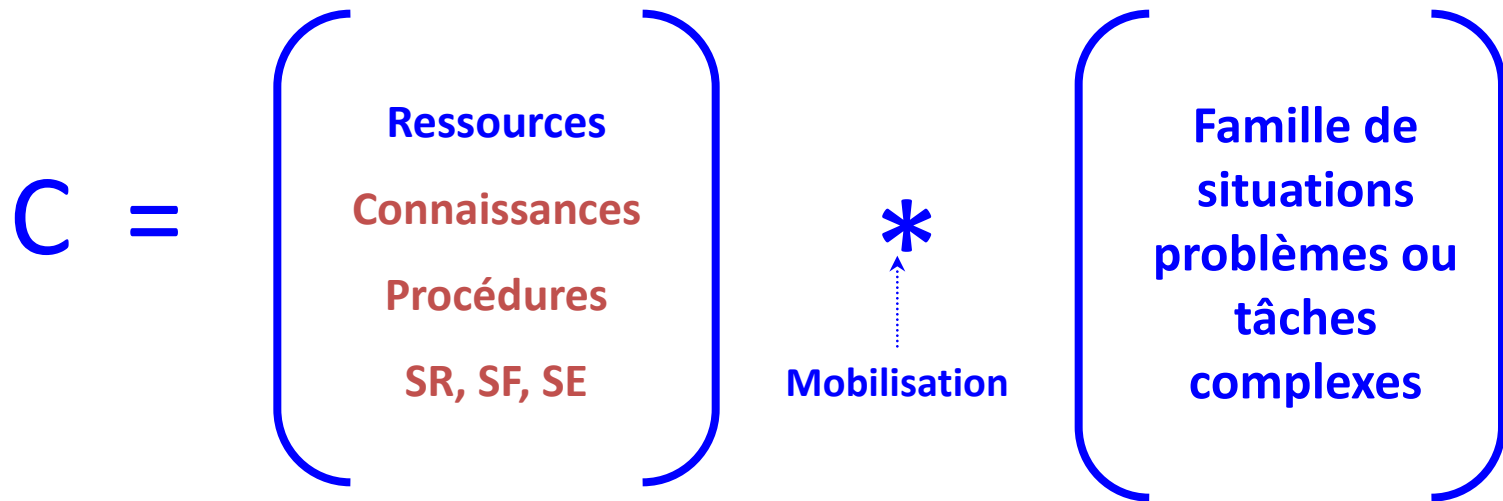 C =
Ressources
Connaissances
Procédures
SR, SF, SE
*
Mobilisation
Famille de
situations
problèmes ou
tâches
complexes